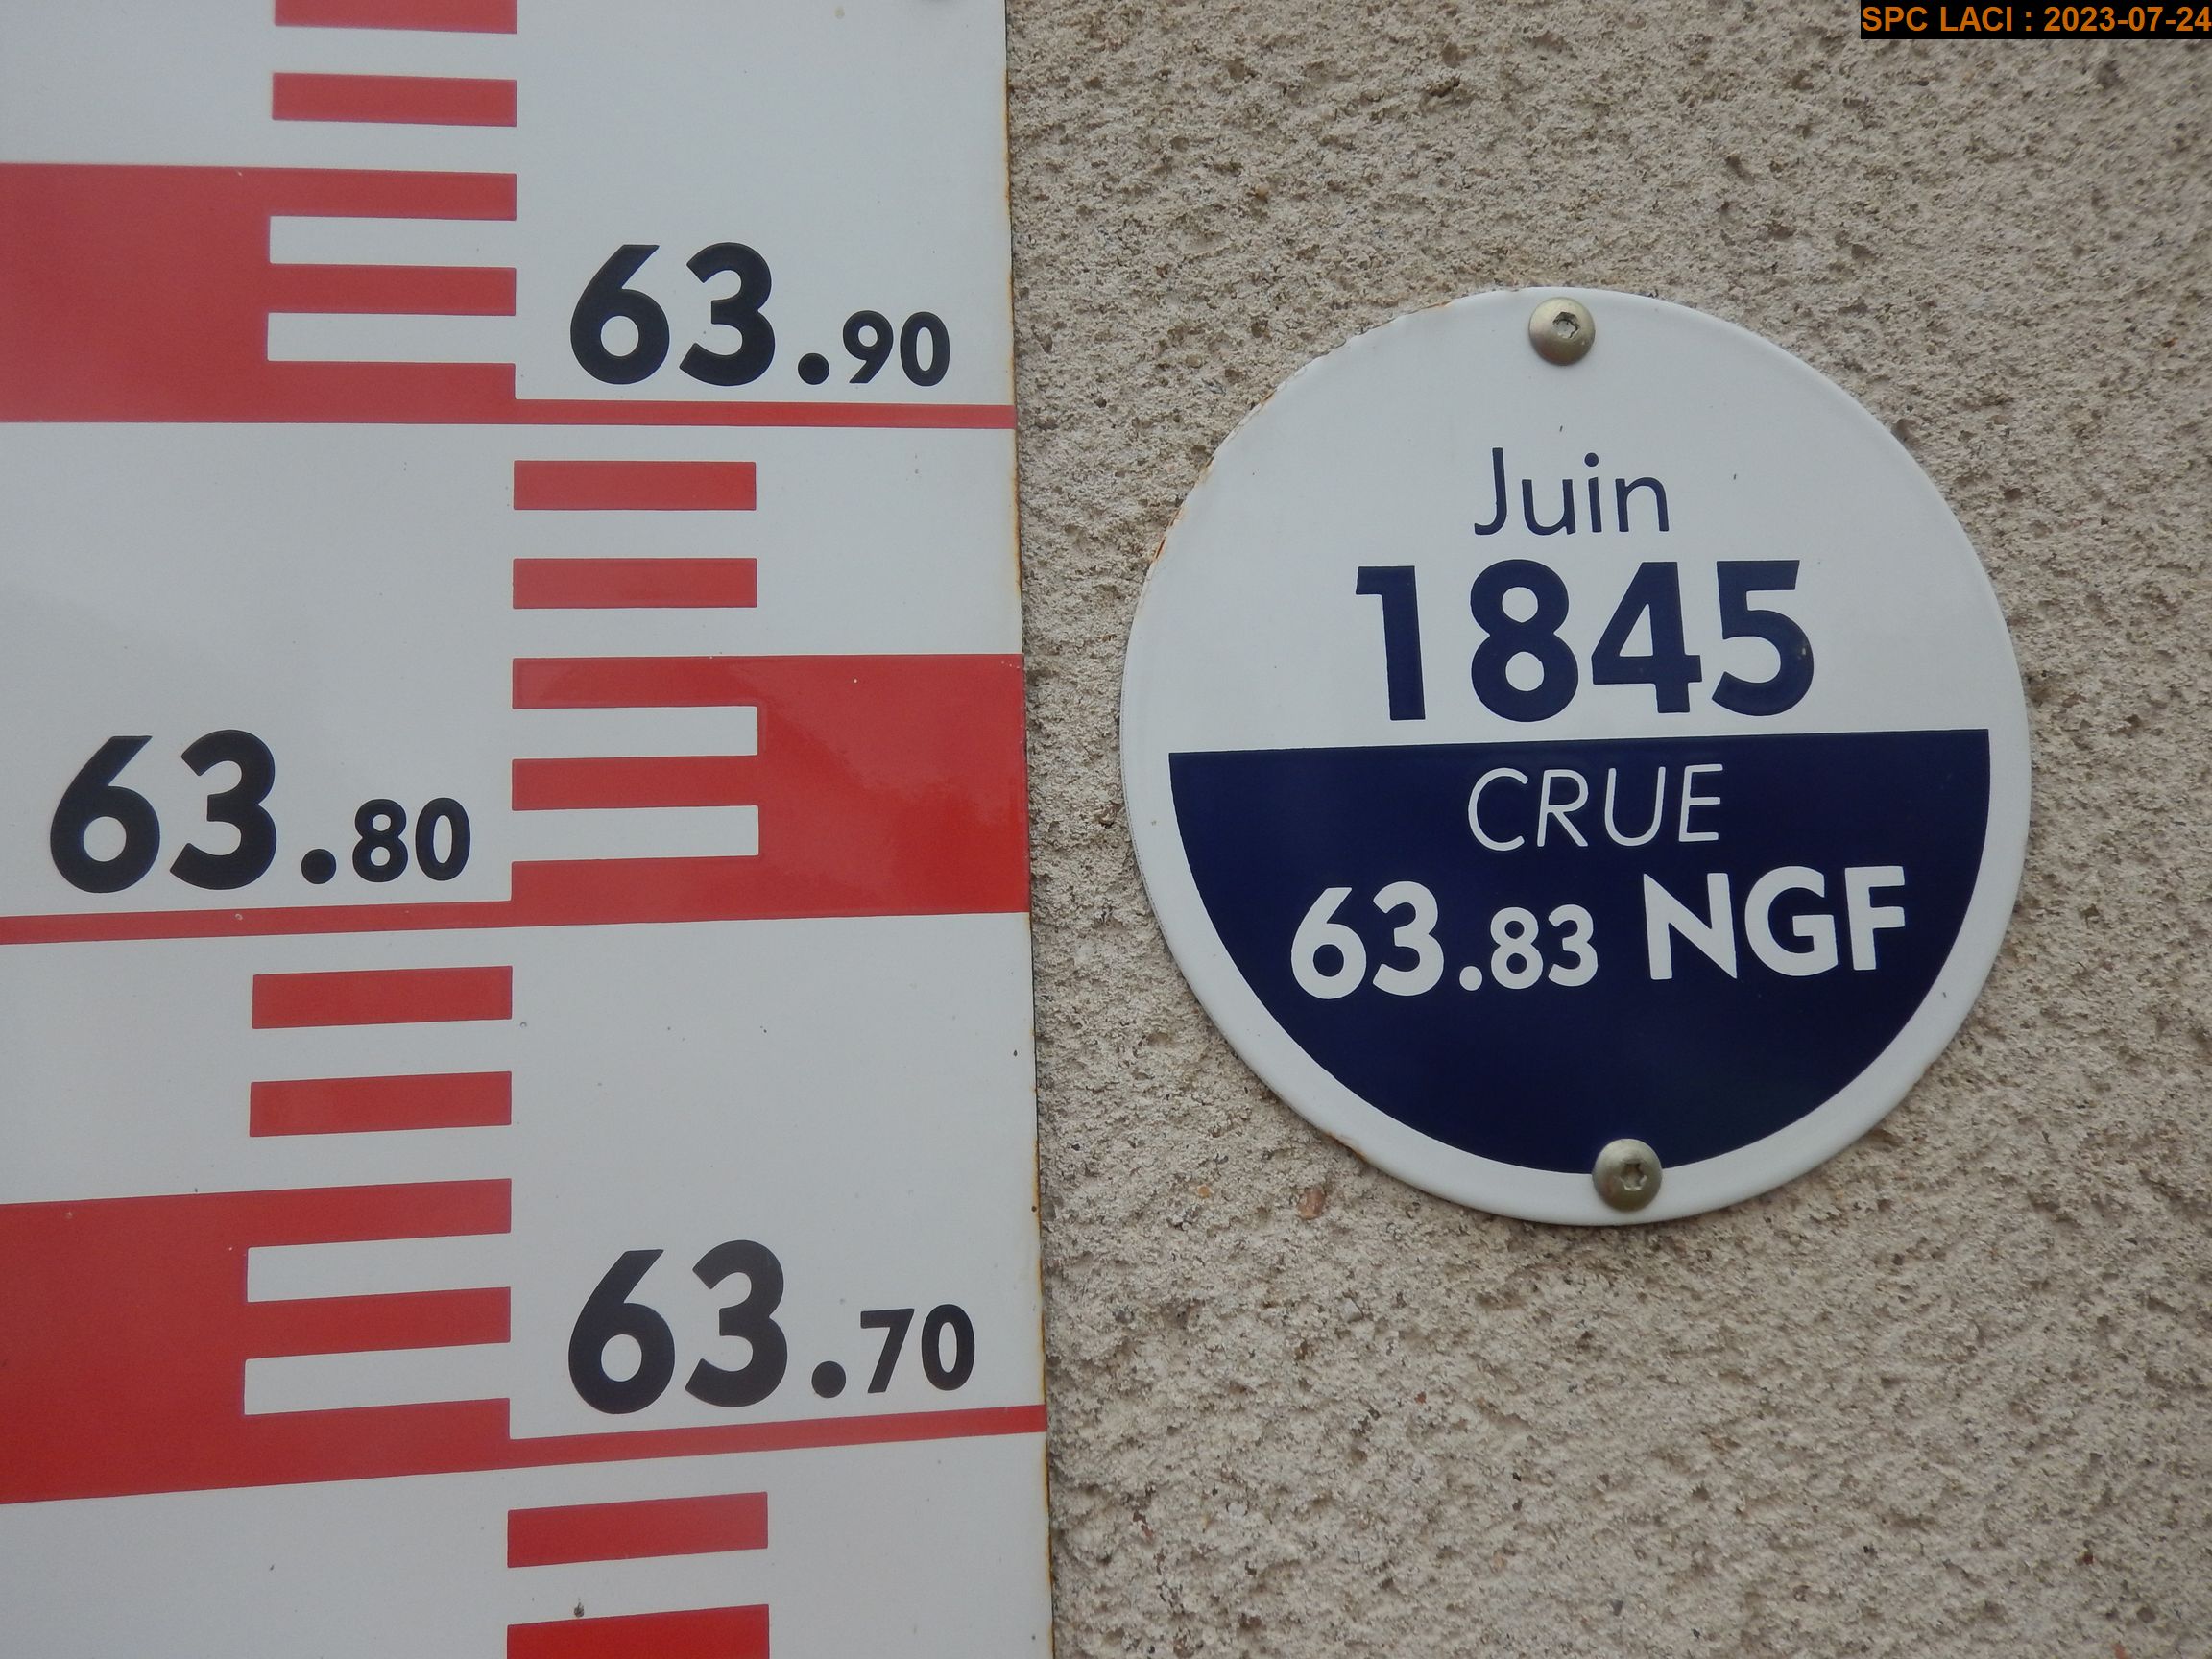 SPC LACI : 2023-07-24
63.90
63.80
63.70
Juin
1845
CRUE
63.83 NGF